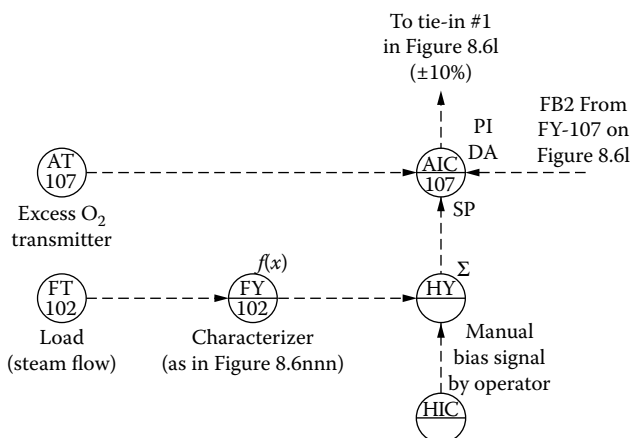 To tie-in #1
in Figure 8.6l
(±10%)
FB2 From
FY-107 on
Figure 8.6l
PI
DA
AT
107
AIC
107
Excess O₂
transmitter
SP
f(x)
Σ
FT
102
FY
102
HY
Load
(steam flow)
Characterizer
(as in Figure 8.6nnn)
Manual
bias signal
by operator
HIC